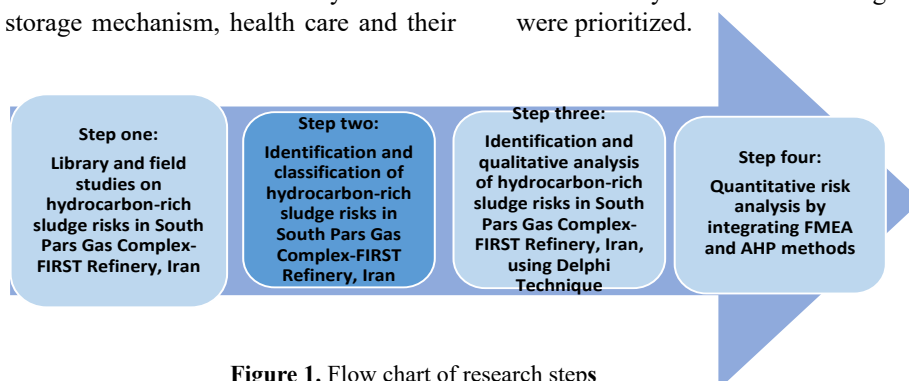 storage mechanism, health care and their
were prioritized.
Step one:
Library and field
studies on
hydrocarbon-rich
sludge risks in South
Pars Gas Complex-
FIRST Refinery, Iran
Step two:
Identification and
classification of
hydrocarbon-rich
sludge risks in
South Pars Gas
Complex-FIRST
Refinery, Iran
Step three:
Identification and
qualitative analysis
of hydrocarbon-rich
sludge risks in South
Pars Gas Complex-
FIRST Refinery, Iran,
using Delphi
Technique
Step four:
Quantitative risk
analysis by
integrating FMEA
and AHP methods
Figure 1. Flow chart of research steps